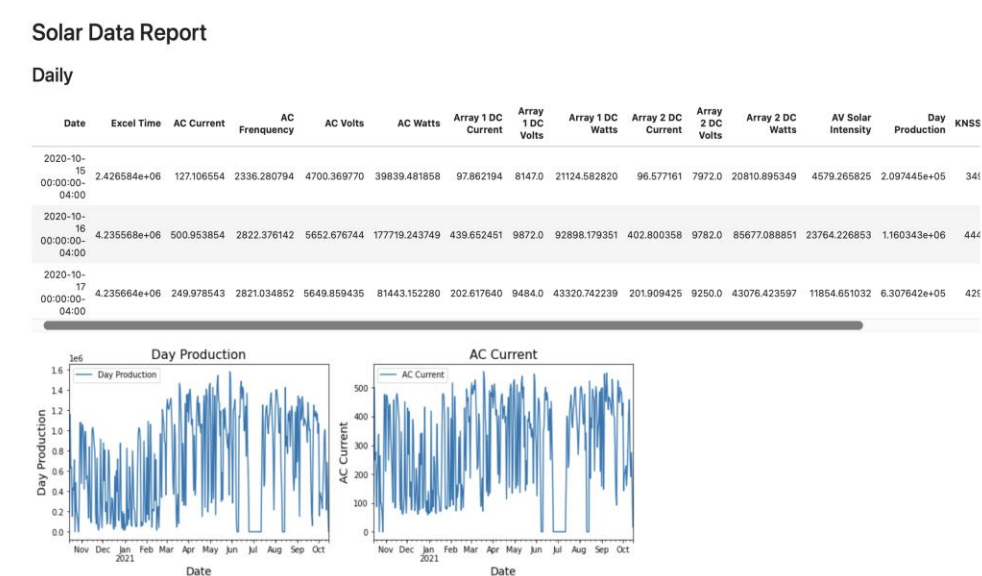 Solar Data Report
Daily
Date Excel Time AC Current AC Frenquency AC Volts AC Watts Array 1 DC Current Array 1 DC Volts Array 1 DC Watts Array 2 DC Current Array 2 DC Volts Array 2 DC Watts AV Solar Intensity Day Production KNSS
2020-10-15 00:00:00-04:00 2.426584e+06 127.106554 2336.280794 4700.369770 39839.481858 97.862194 8147.0 21124.582820 96.577161 7972.0 20810.895349 4579.265825 2.097445e+05 349
2020-10-16 00:00:00-04:00 4.235568e+06 500.953854 2822.376142 5652.676744 177719.243749 439.652451 9872.0 92898.179351 402.800358 9782.0 85677.088851 23764.226853 1.160343e+06 444
2020-10-17 00:00:00-04:00 4.235664e+06 249.978543 2821.034852 5649.859435 81443.152280 202.617640 9484.0 43320.742239 201.909425 9250.0 43076.423597 11854.651032 6.307642e+05 429
Day Production
1e6
Day Production
1.6
1.4
1.2
1.0
0.8
0.6
0.4
0.2
0.0
Day Production
Nov Dec Jan Feb Mar Apr May Jun Jul Aug Sep Oct
2021
Date
AC Current
AC Current
500
400
300
200
100
0
AC Current
Nov Dec Jan Feb Mar Apr May Jun Jul Aug Sep Oct
2021
Date